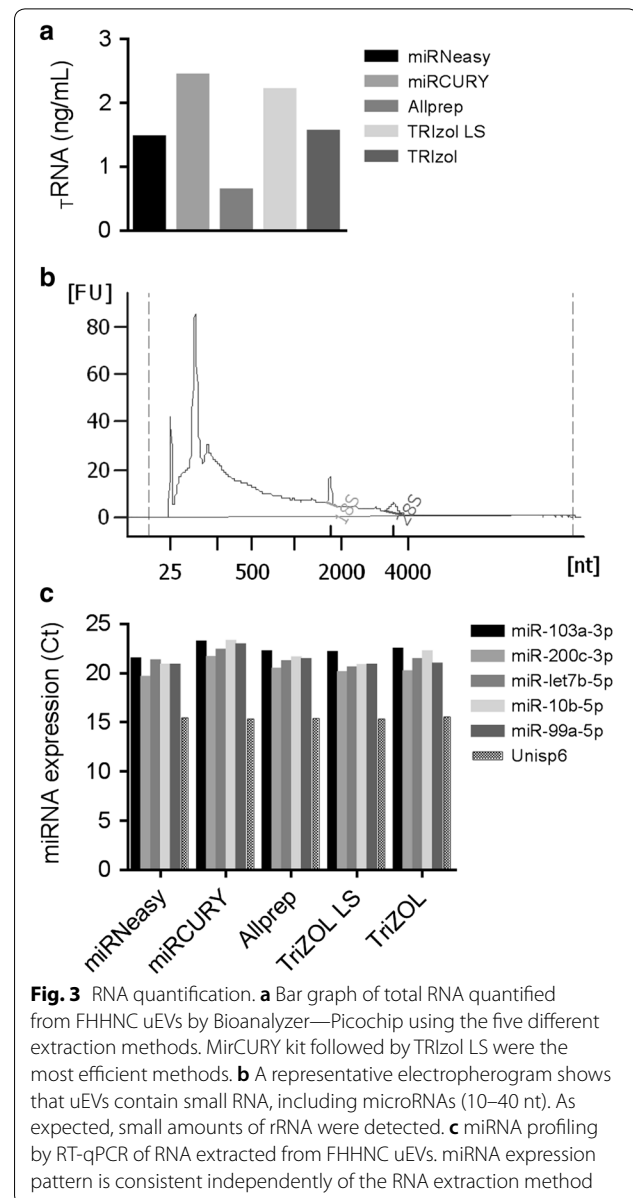 a
3
2
1
0
TRNA (ng/mL)
miRNeasy
miRCURY
Allprep
TRIzol LS
TRIzol
b
[FU]
80
60
40
20
0
18S
28S
25
500
2000
4000
[nt]
c
25
20
15
10
5
0
miRNA expression (Ct)
miR-103a-3p
miR-200c-3p
miR-let7b-5p
miR-10b-5p
miR-99a-5p
Unisp6
miRNeasy
miRCURY
Allprep
TriZOL LS
TriZOL
Fig. 3 RNA quantification. a Bar graph of total RNA quantified
from FHHNC uEVs by Bioanalyzer—Picochip using the five different
extraction methods. MirCURY kit followed by TRIzol LS were the
most efficient methods. b A representative electropherogram shows
that uEVs contain small RNA, including microRNAs (10–40 nt). As
expected, small amounts of rRNA were detected. c miRNA profiling
by RT-qPCR of RNA extracted from FHHNC uEVs. miRNA expression
pattern is consistent independently of the RNA extraction method